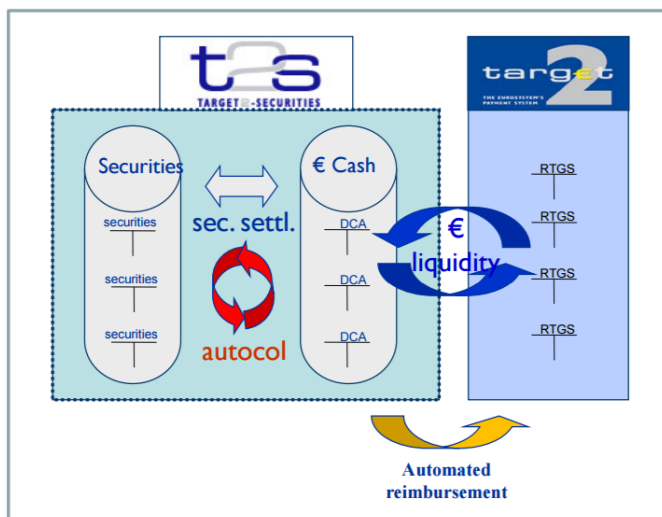 t2s
TARGET2-SECURITIES
target2
THE EUROSYSTEM'S
PAYMENT SYSTEM
Securities
€ Cash
securities
sec. settl.
DCA
€
liquidity
RTGS
RTGS
securities
DCA
RTGS
securities
autocol
DCA
RTGS
Automated
reimbursement